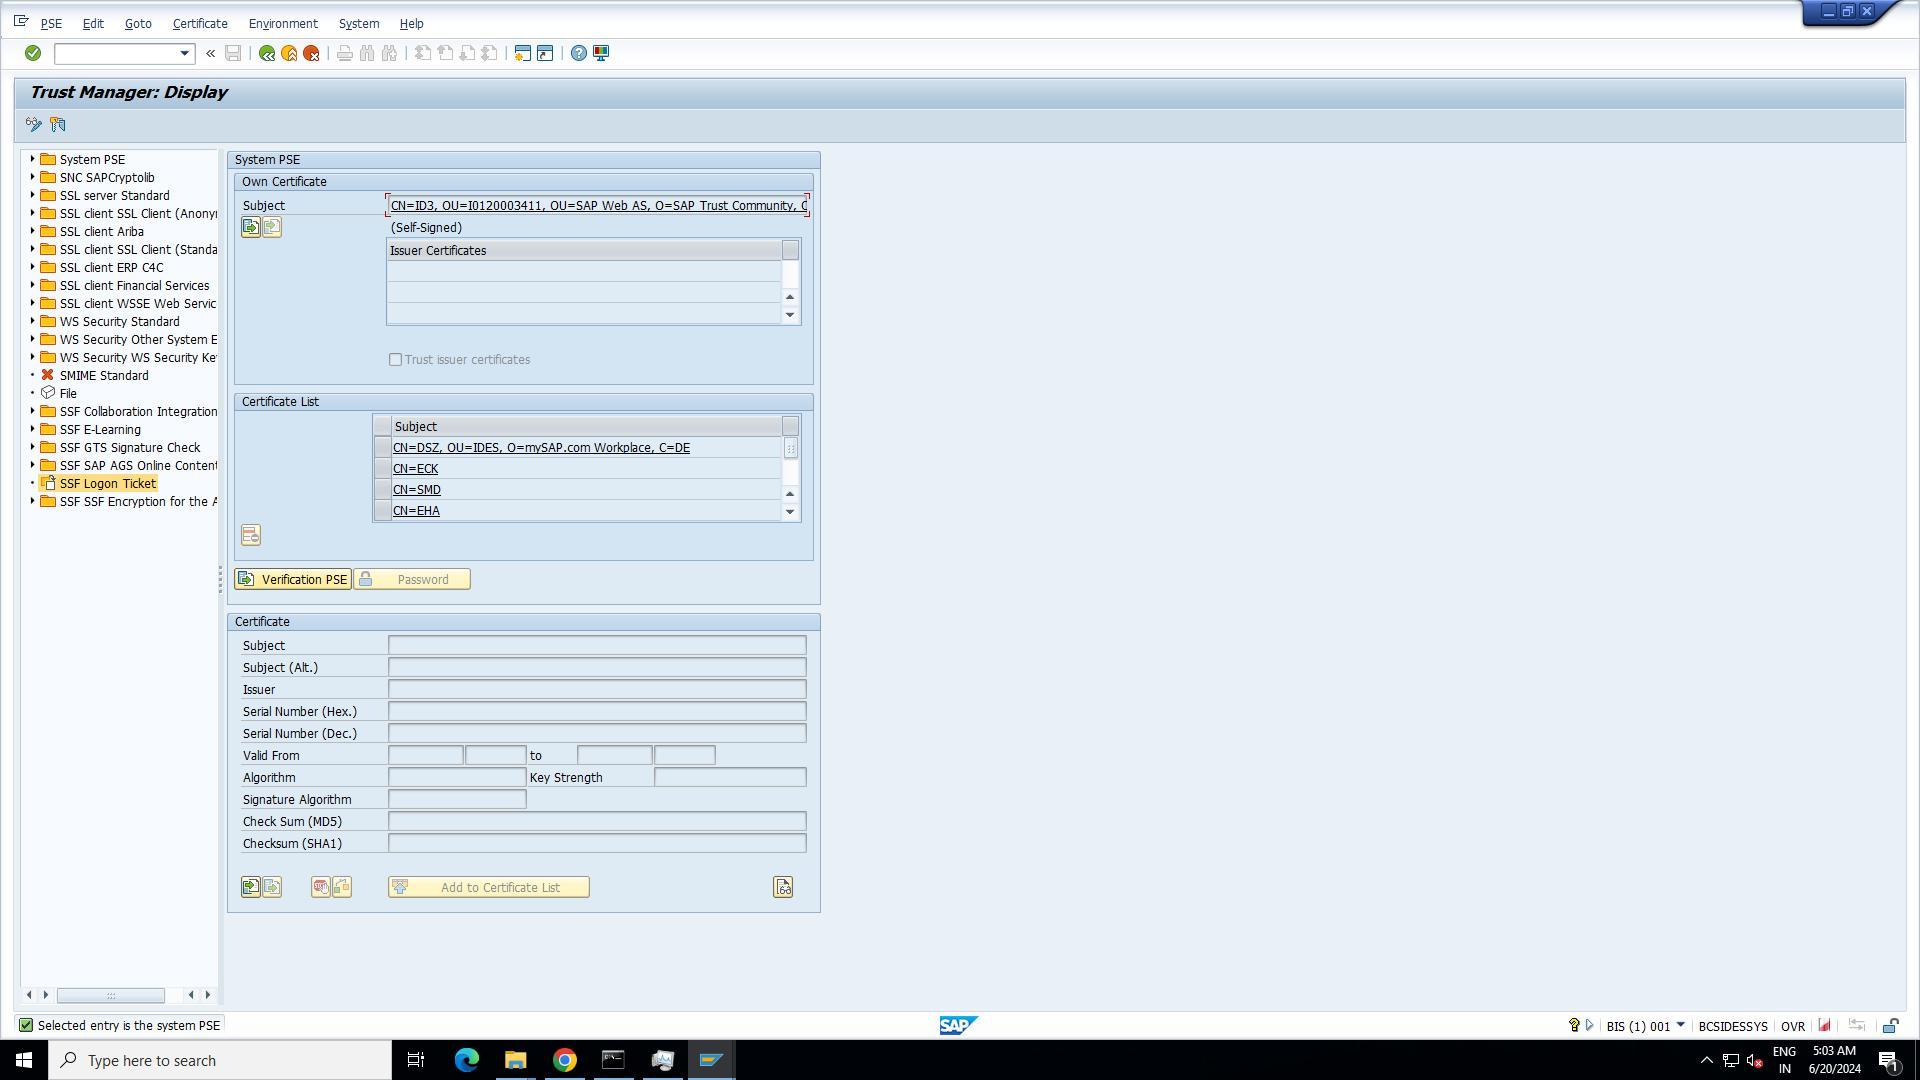 PSE Edit Goto Certificate Environment System Help
Trust Manager: Display
System PSE
SNC SAPCryptolib
SSL server Standard
SSL client SSL Client (Anony
SSL client Ariba
SSL client SSL Client (Standa
SSL client ERP C4C
SSL client Financial Services
SSL client WSSE Web Servic
WS Security Standard
WS Security Other System E
WS Security WS Security Ke
SMIME Standard
File
SSF Collaboration Integration
SSF E-Learning
SSF GTS Signature Check
SSF SAP AGS Online Content
SSF Logon Ticket
SSF SSF Encryption for the A
System PSE
Own Certificate
Subject CN=ID3, OU=I0120003411, OU=SAP Web AS, O=SAP Trust Community, C
(Self-Signed)
Issuer Certificates
Trust issuer certificates
Certificate List
Subject
CN=DSZ, OU=IDES, O=mySAP.com Workplace, C=DE
CN=ECK
CN=SMD
CN=EHA
Verification PSE Password
Certificate
Subject
Subject (Alt.)
Issuer
Serial Number (Hex.)
Serial Number (Dec.)
Valid From to
Algorithm Key Strength
Signature Algorithm
Check Sum (MD5)
Checksum (SHA1)
Add to Certificate List
Selected entry is the system PSE SAP BIS (1) 001 BCSIDESSYS OVR
Type here to search
ENG
IN
5:03 AM
6/20/2024
1